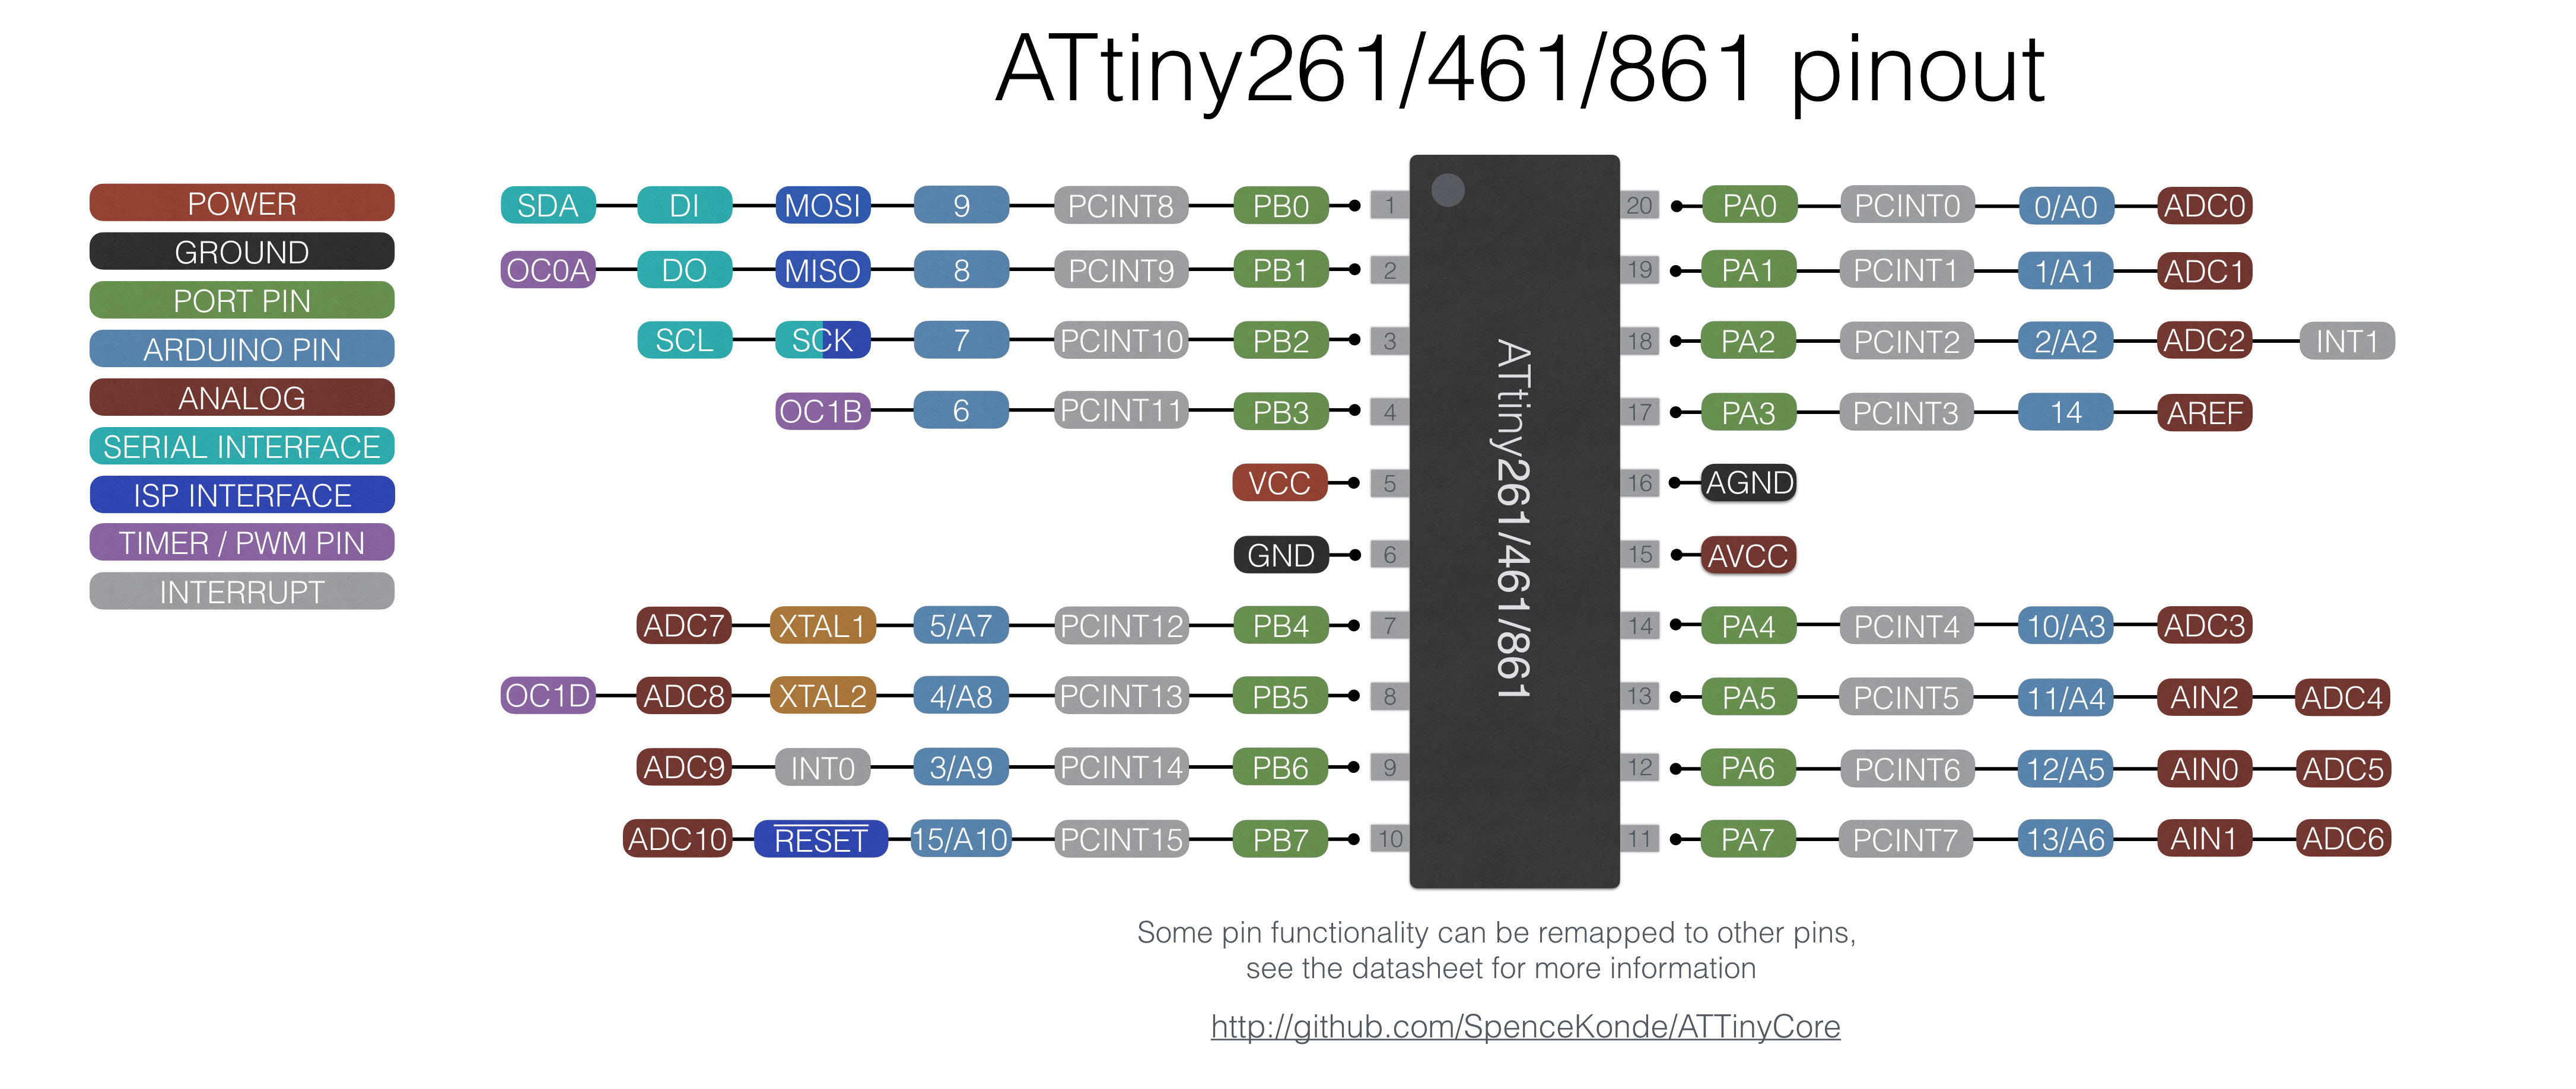 ATtiny261/461/861 pinout
POWER
GROUND
PORT PIN
ARDUINO PIN
ANALOG
SERIAL INTERFACE
ISP INTERFACE
TIMER / PWM PIN
INTERRUPT
SDA DI MOSI 9 PCINT8 PB0 1 20 PA0 PCINT0 0/A0 ADC0
OC0A DO MISO 8 PCINT9 PB1 2 19 PA1 PCINT1 1/A1 ADC1
SCL SCK 7 PCINT10 PB2 3 18 PA2 PCINT2 2/A2 ADC2 INT1
OC1B 6 PCINT11 PB3 4 17 PA3 PCINT3 14 AREF
VCC 5 16 AGND
GND 6 15 AVCC
ADC7 XTAL1 5/A7 PCINT12 PB4 7 14 PA4 PCINT4 10/A3 ADC3
OC1D ADC8 XTAL2 4/A8 PCINT13 PB5 8 13 PA5 PCINT5 11/A4 AIN2 ADC4
ADC9 INT0 3/A9 PCINT14 PB6 9 12 PA6 PCINT6 12/A5 AIN0 ADC5
ADC10 RESET 15/A10 PCINT15 PB7 10 11 PA7 PCINT7 13/A6 AIN1 ADC6
ATtiny261/461/861
Some pin functionality can be remapped to other pins,
see the datasheet for more information
http://github.com/SpenceKonde/ATTinyCore